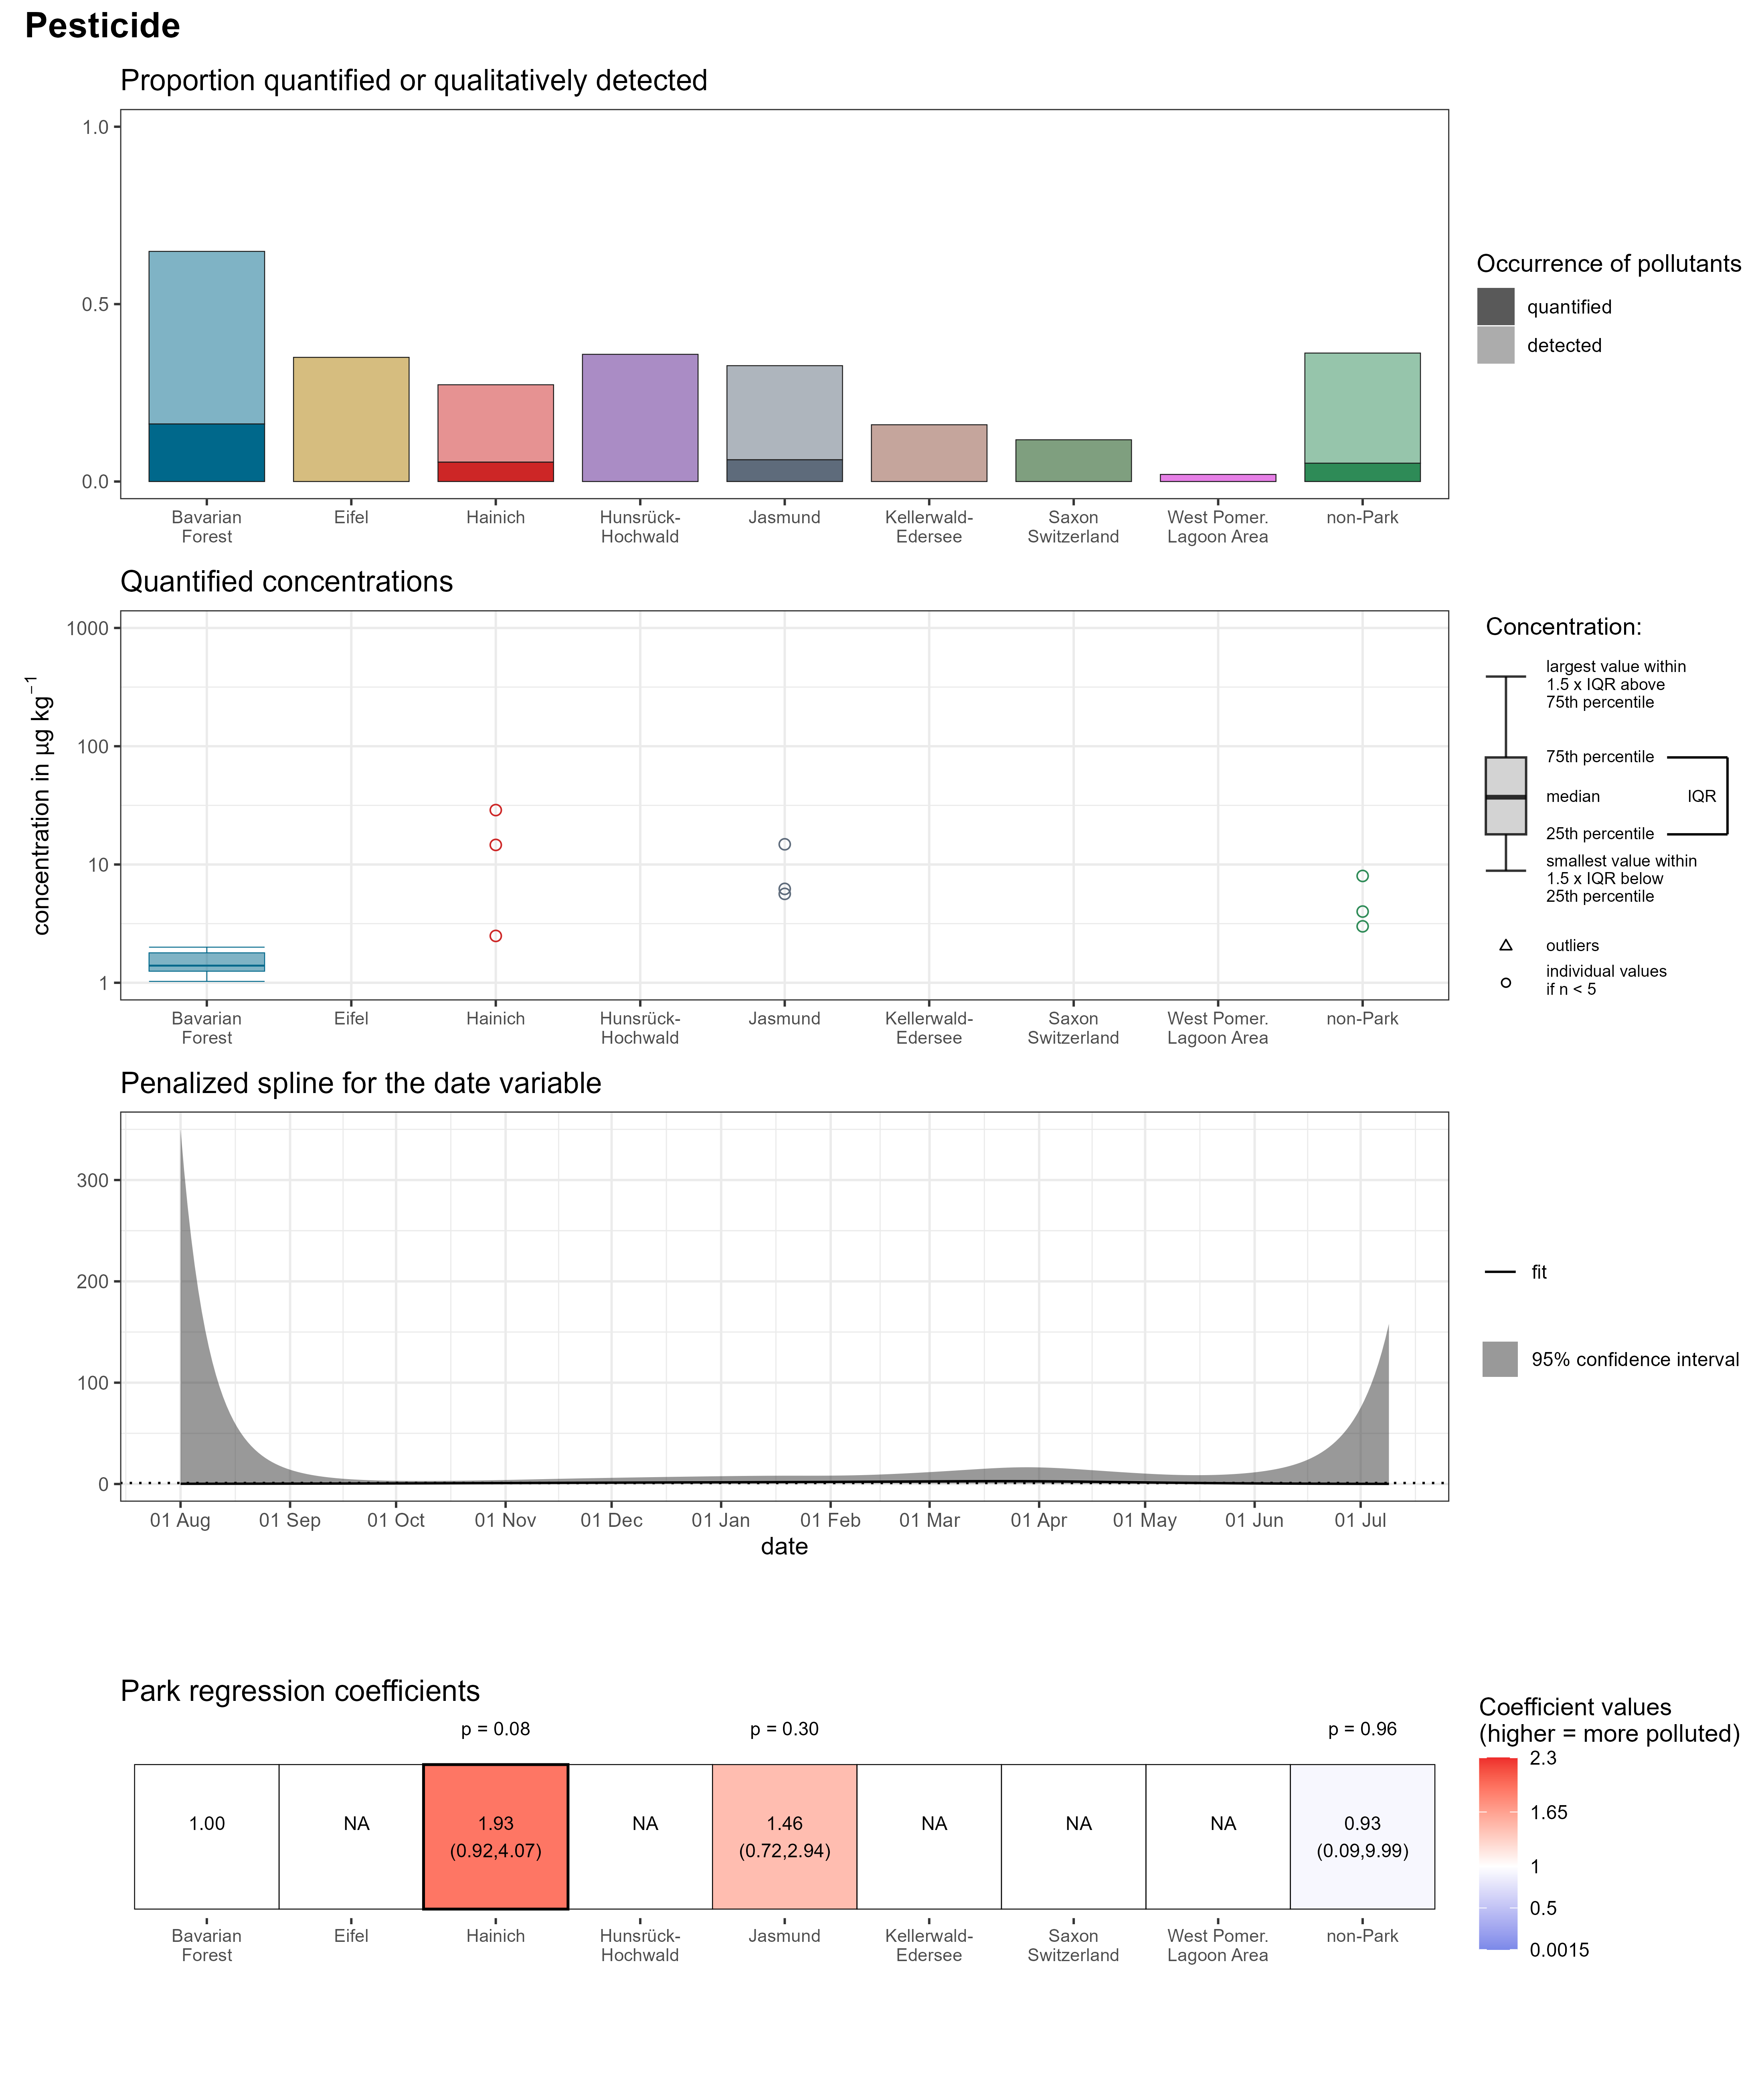 Pesticide
Proportion quantified or qualitatively detected
1.0
0.5
0.0
Bavarian Forest
Eifel
Hainich
Hunsrück-Hochwald
Jasmund
Kellerwald-Edersee
Saxon Switzerland
West Pomer. Lagoon Area
non-Park
Occurrence of pollutants
quantified
detected
Quantified concentrations
concentration in µg kg⁻¹
1000
100
10
1
Bavarian Forest
Eifel
Hainich
Hunsrück-Hochwald
Jasmund
Kellerwald-Edersee
Saxon Switzerland
West Pomer. Lagoon Area
non-Park
Concentration:
largest value within
1.5 x IQR above
75th percentile
75th percentile
median
IQR
25th percentile
smallest value within
1.5 x IQR below
25th percentile
outliers
individual values
if n < 5
Penalized spline for the date variable
300
200
100
0
01 Aug
01 Sep
01 Oct
01 Nov
01 Dec
01 Jan
01 Feb
01 Mar
01 Apr
01 May
01 Jun
01 Jul
date
fit
95% confidence interval
Park regression coefficients
p = 0.08
p = 0.30
p = 0.96
1.00
NA
1.93
(0.92,4.07)
NA
1.46
(0.72,2.94)
NA
NA
NA
0.93
(0.09,9.99)
Bavarian Forest
Eifel
Hainich
Hunsrück-Hochwald
Jasmund
Kellerwald-Edersee
Saxon Switzerland
West Pomer. Lagoon Area
non-Park
Coefficient values
(higher = more polluted)
2.3
1.65
1
0.5
0.0015